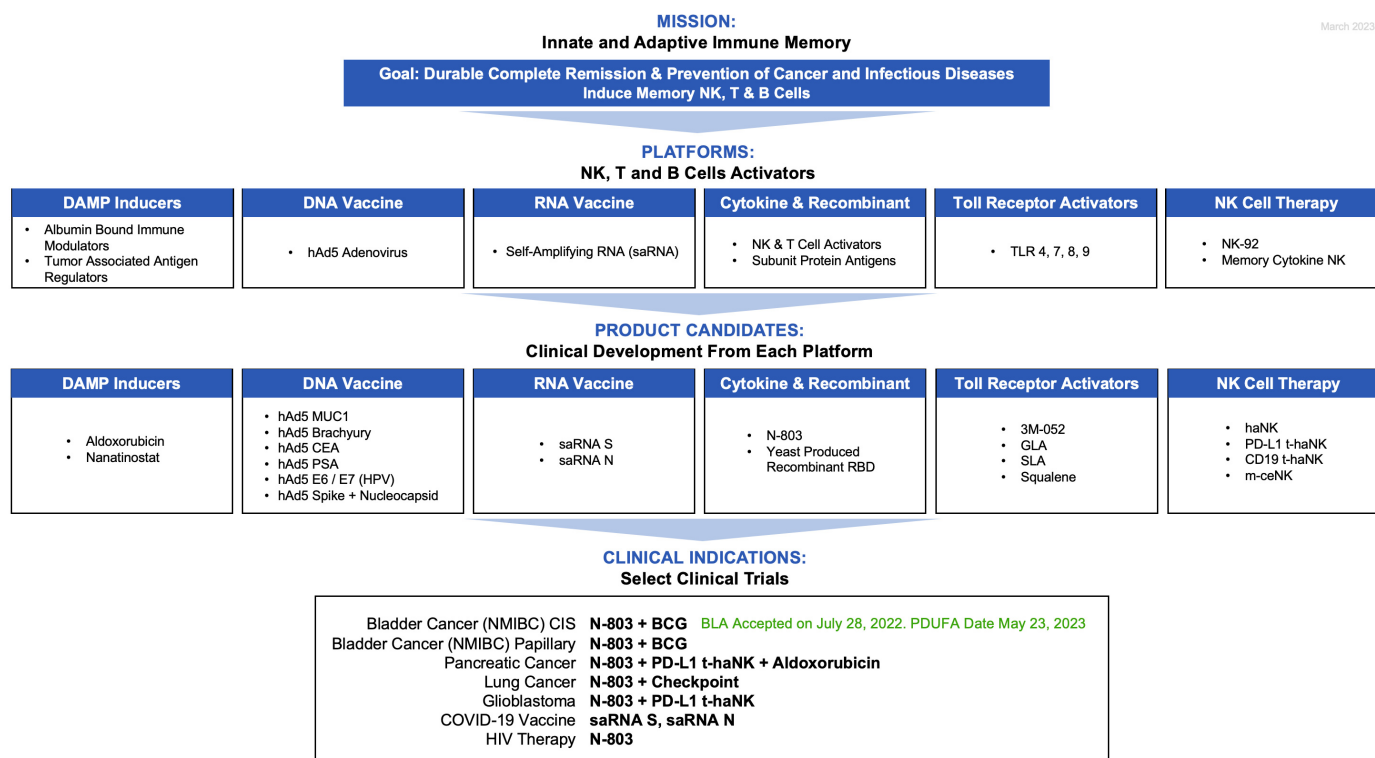 March 2023
MISSION:
Innate and Adaptive Immune Memory
Goal: Durable Complete Remission & Prevention of Cancer and Infectious Diseases
Induce Memory NK, T & B Cells
PLATFORMS:
NK, T and B Cells Activators
DAMP Inducers
• Albumin Bound Immune
Modulators
• Tumor Associated Antigen
Regulators
DNA Vaccine
• hAd5 Adenovirus
RNA Vaccine
• Self-Amplifying RNA (saRNA)
Cytokine & Recombinant
• NK & T Cell Activators
• Subunit Protein Antigens
Toll Receptor Activators
• TLR 4, 7, 8, 9
NK Cell Therapy
• NK-92
• Memory Cytokine NK
PRODUCT CANDIDATES:
Clinical Development From Each Platform
DAMP Inducers
• Aldoxorubicin
• Nanatinostat
DNA Vaccine
• hAd5 MUC1
• hAd5 Brachyury
• hAd5 CEA
• hAd5 PSA
• hAd5 E6 / E7 (HPV)
• hAd5 Spike + Nucleocapsid
RNA Vaccine
• saRNA S
• saRNA N
Cytokine & Recombinant
• N-803
• Yeast Produced
Recombinant RBD
Toll Receptor Activators
• 3M-052
• GLA
• SLA
• Squalene
NK Cell Therapy
• haNK
• PD-L1 t-haNK
• CD19 t-haNK
• m-ceNK
CLINICAL INDICATIONS:
Select Clinical Trials
Bladder Cancer (NMIBC) CIS N-803 + BCG BLA Accepted on July 28, 2022. PDUFA Date May 23, 2023
Bladder Cancer (NMIBC) Papillary N-803 + BCG
Pancreatic Cancer N-803 + PD-L1 t-haNK + Aldoxorubicin
Lung Cancer N-803 + Checkpoint
Glioblastoma N-803 + PD-L1 t-haNK
COVID-19 Vaccine saRNA S, saRNA N
HIV Therapy N-803